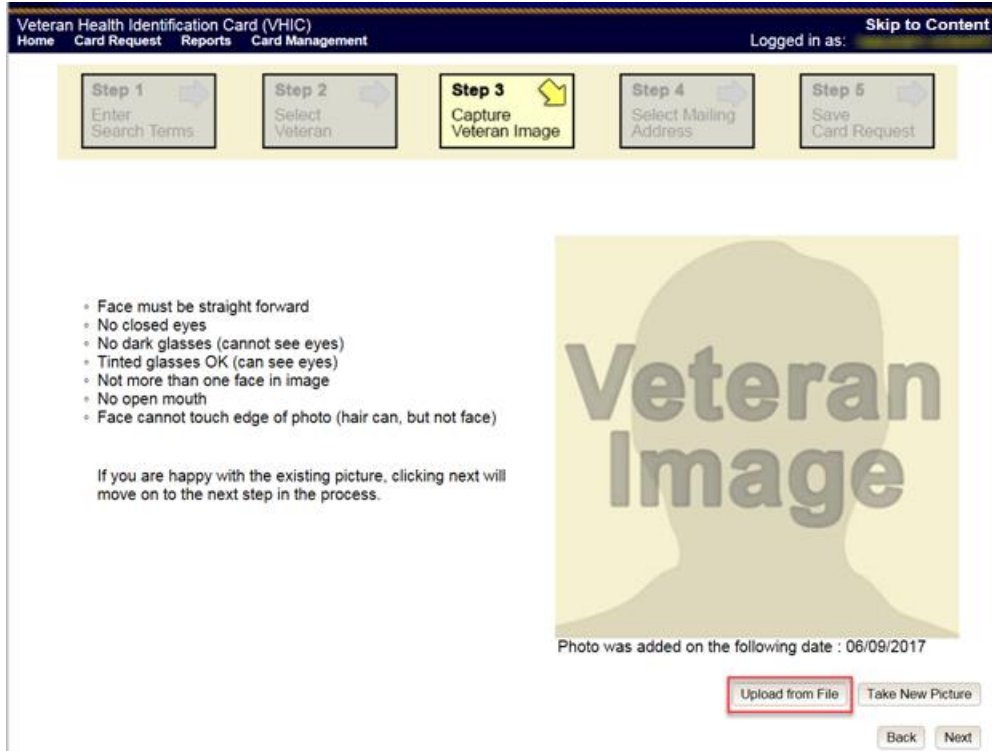 Veteran Health Identification Card (VHIC)
Skip to Content
Home Card Request Reports Card Management
Logged in as:
Step 1
Enter
Search Terms
Step 2
Select
Veteran
Step 3
Capture
Veteran Image
Step 4
Select Mailing
Address
Step 5
Save
Card Request
◦ Face must be straight forward
◦ No closed eyes
◦ No dark glasses (cannot see eyes)
◦ Tinted glasses OK (can see eyes)
◦ Not more than one face in image
◦ No open mouth
◦ Face cannot touch edge of photo (hair can, but not face)
If you are happy with the existing picture, clicking next will
move on to the next step in the process.
Veteran
Image
Photo was added on the following date : 06/09/2017
Upload from File
Take New Picture
Back
Next